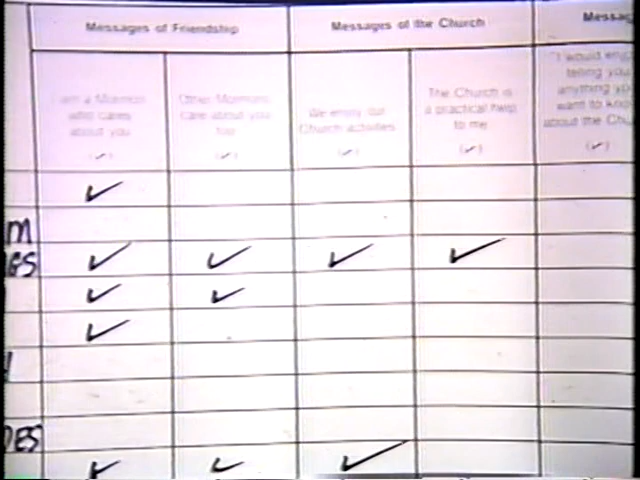 Messages of Friendship
Messages of the Church
Messag
I am a Mormon
who cares
about you
(✓)
Other Mormons
care about you
too
(✓)
We enjoy our
Church activities
(✓)
The Church is
a practical help
to me
(✓)
"I would enjoy
telling you
anything you
want to know
about the Chu
(✓)
✓
M
GS ✓ ✓ ✓ ✓
✓ ✓
✓
DES
✓ ✓ ✓